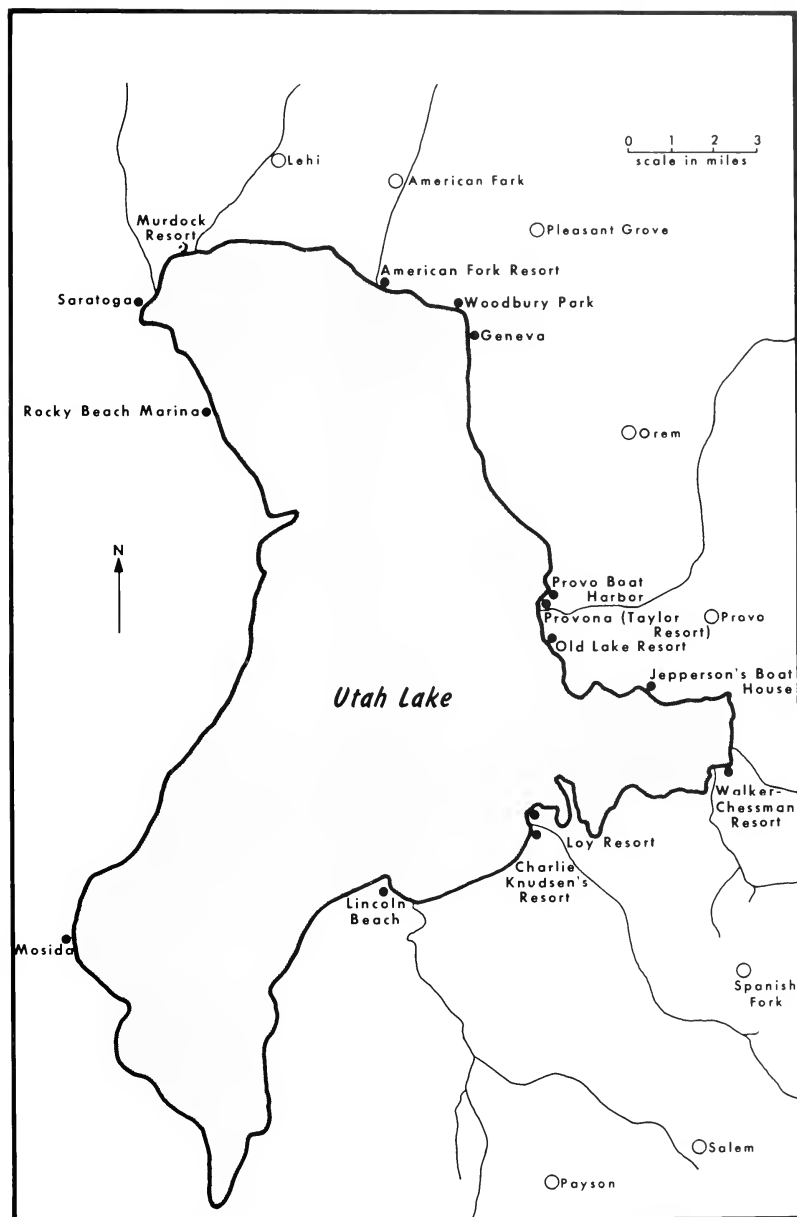 0 1 2 3
scale in miles
Lehi
American Fark
Pleasant Grove
Murdock
Resort
American Fork Resort
Saratoga
Woodbury Park
Geneva
Rocky Beach Marina
Orem
N
Provo Boat
Harbor
Provona (Taylor
Resort)
Provo
Old Lake Resort
Jepperson's Boat
House
Utah Lake
Walker-
Chessman
Resort
Loy Resort
Charlie
Knudsen's
Resort
Lincoln
Beach
Mosida
Spanish
Fork
Salem
Payson